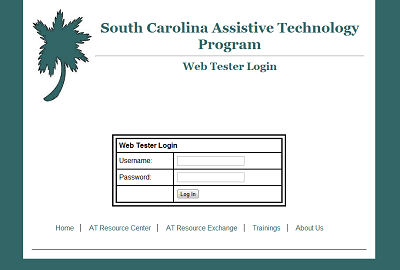 South Carolina Assistive Technology
Program
Web Tester Login
Web Tester Login
Username:
Password:
Log In
Home | AT Resource Center | AT Resource Exchange | Trainings | About Us